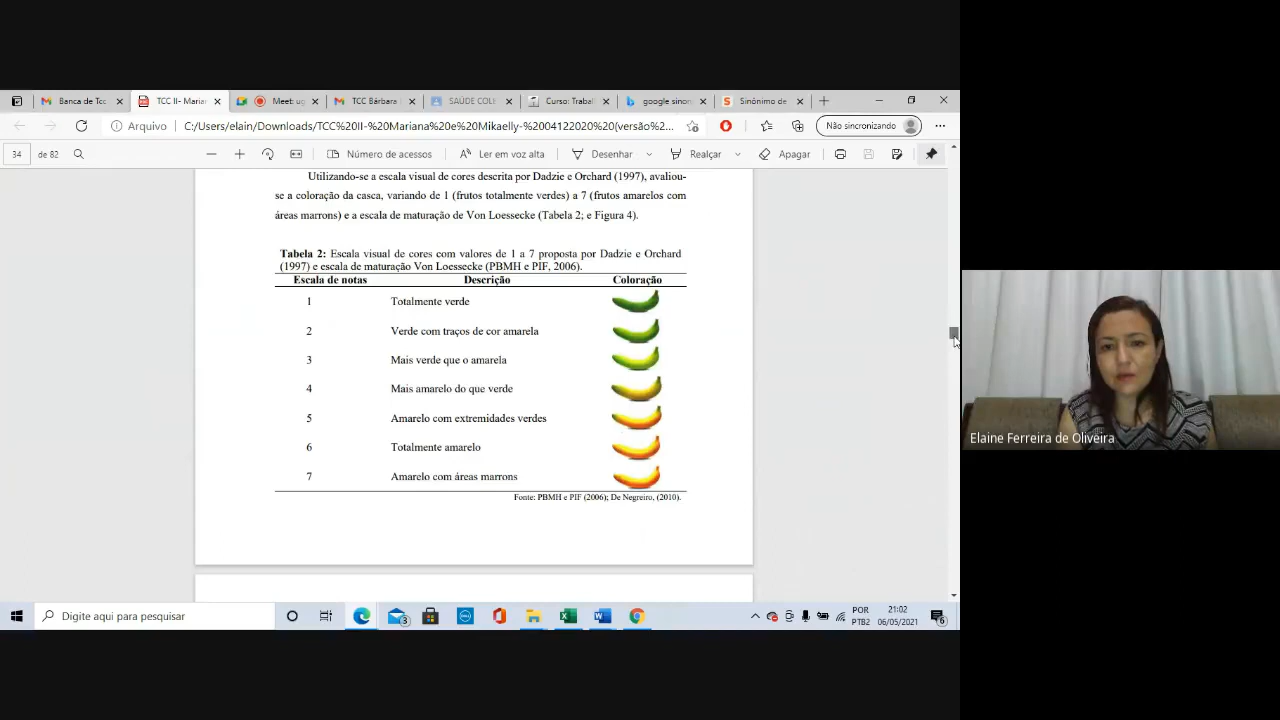 Banca de Tcc
TCC II- Maria
Meet: ug
TCC Bárbara
SAÚDE COL
Curso: Trabal
google sinon
Sinônimo de
Arquivo
C:/Users/elain/Downloads/TCC%20II-%20Mariana%20e%20Mikaelly-%2004122020%20(versão%2...
Não sincronizando
34
de 82
Número de acessos
Ler em voz alta
Desenhar
Realçar
Apagar
Utilizando-se a escala visual de cores descrita por Dadzie e Orchard (1997), avaliou-
se a coloração da casca, variando de 1 (frutos totalmente verdes) a 7 (frutos amarelos com
áreas marrons) e a escala de maturação de Von Loessecke (Tabela 2; e Figura 4).
Tabela 2: Escala visual de cores com valores de 1 a 7 proposta por Dadzie e Orchard
(1997) e escala de maturação Von Loessecke (PBMH e PIF, 2006).
Escala de notas Descrição Coloração
1 Totalmente verde
2 Verde com traços de cor amarela
3 Mais verde que o amarela
4 Mais amarelo do que verde
5 Amarelo com extremidades verdes
6 Totalmente amarelo
7 Amarelo com áreas marrons
Fonte: PBMH e PIF (2006); De Negreiro, (2010).
Elaine Ferreira de Oliveira
Digite aqui para pesquisar
3
POR
PTB2
21:02
06/05/2021
6